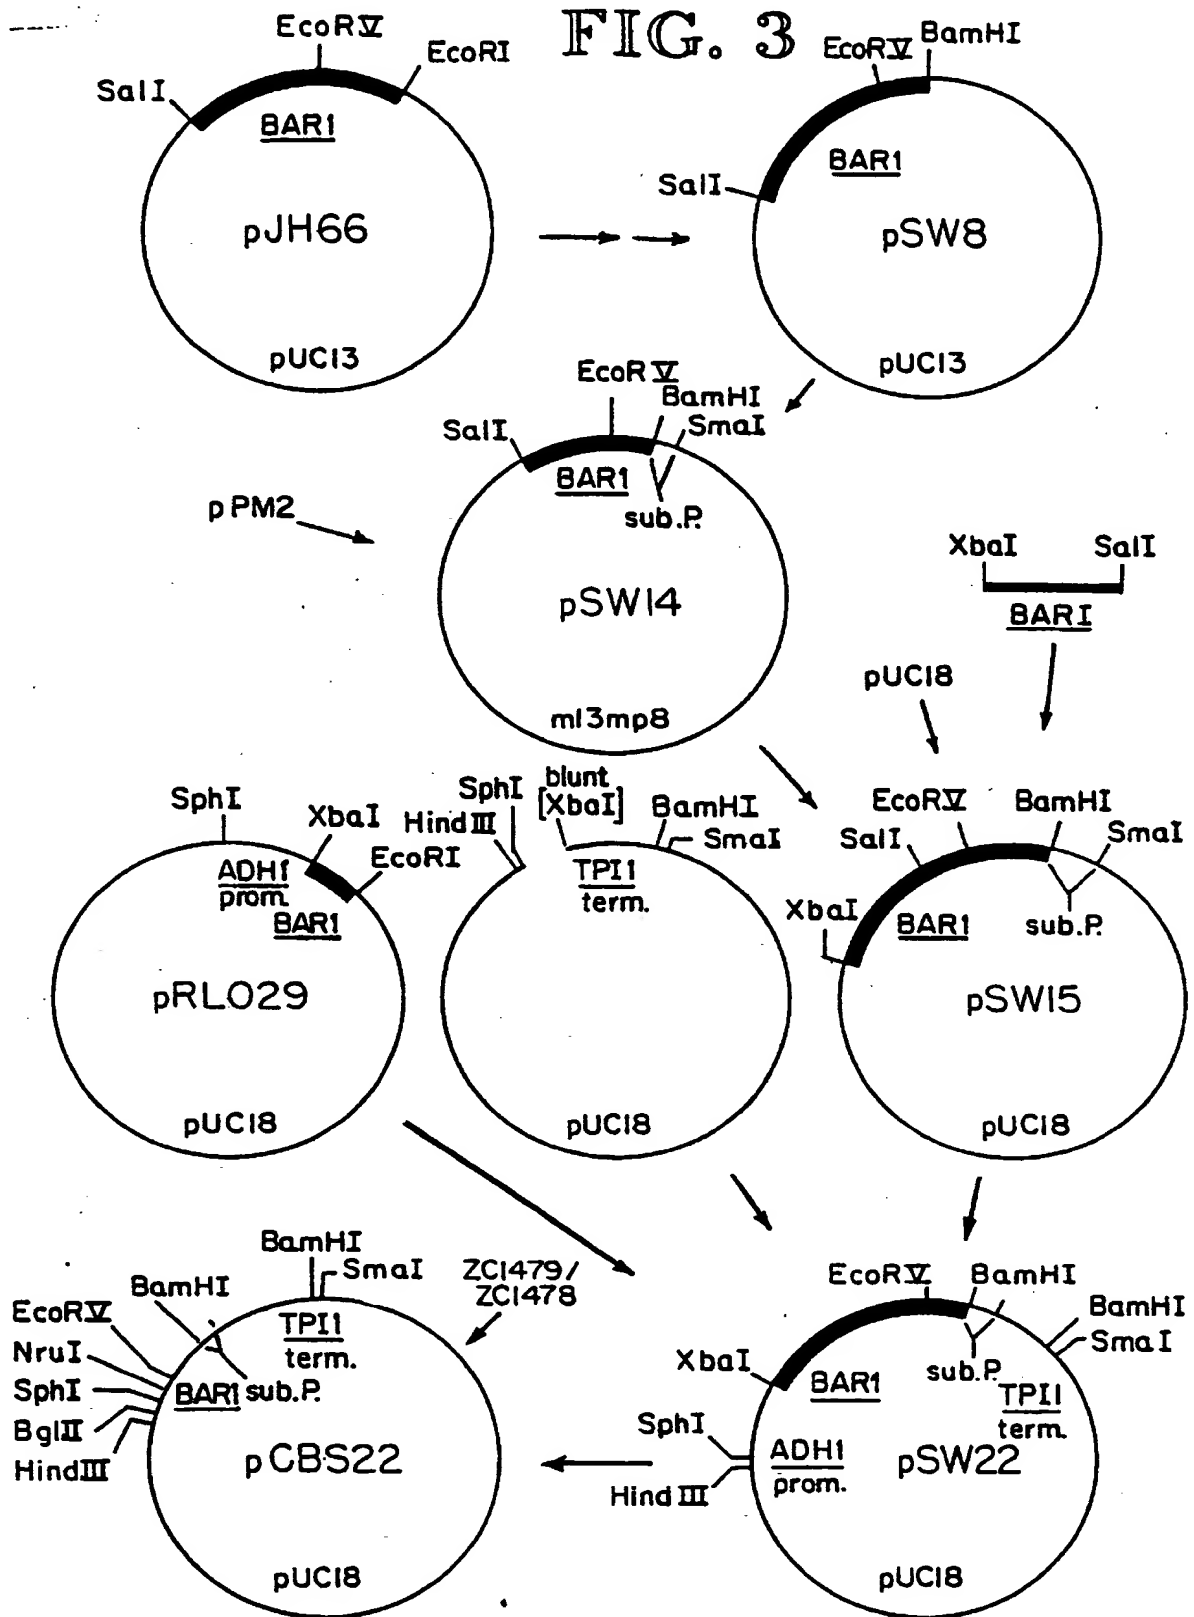 FIG. 3
EcoRV
EcoRI
SalI
BAR1
pJH66
pUC13
EcoRV
BamHI
SalI
BAR1
pSW8
pUC13
EcoRV
BamHI
SmaI
SalI
BAR1
sub.P.
pPM2
pSW14
m13mp8
XbaI
SalI
BARI
pUC18
SphI
XbaI
EcoRI
ADH1
prom.
BAR1
pRL029
pUC18
SphI
HindIII
blunt
[XbaI]
BamHI
SmaI
TPI1
term.
pUC18
EcoRV
BamHI
SalI
SmaI
XbaI
BAR1
sub.P.
pSW15
pUC18
BamHI
SmaI
BamHI
EcoRV
NruI
SphI
BglII
HindIII
TPI1
term.
BAR1
sub.P.
pCBS22
pUC18
ZC1479/
ZC1478
EcoRV
BamHI
BamHI
SmaI
XbaI
BAR1
sub.P.
TPI1
term.
SphI
HindIII
ADH1
prom.
pSW22
pUC18